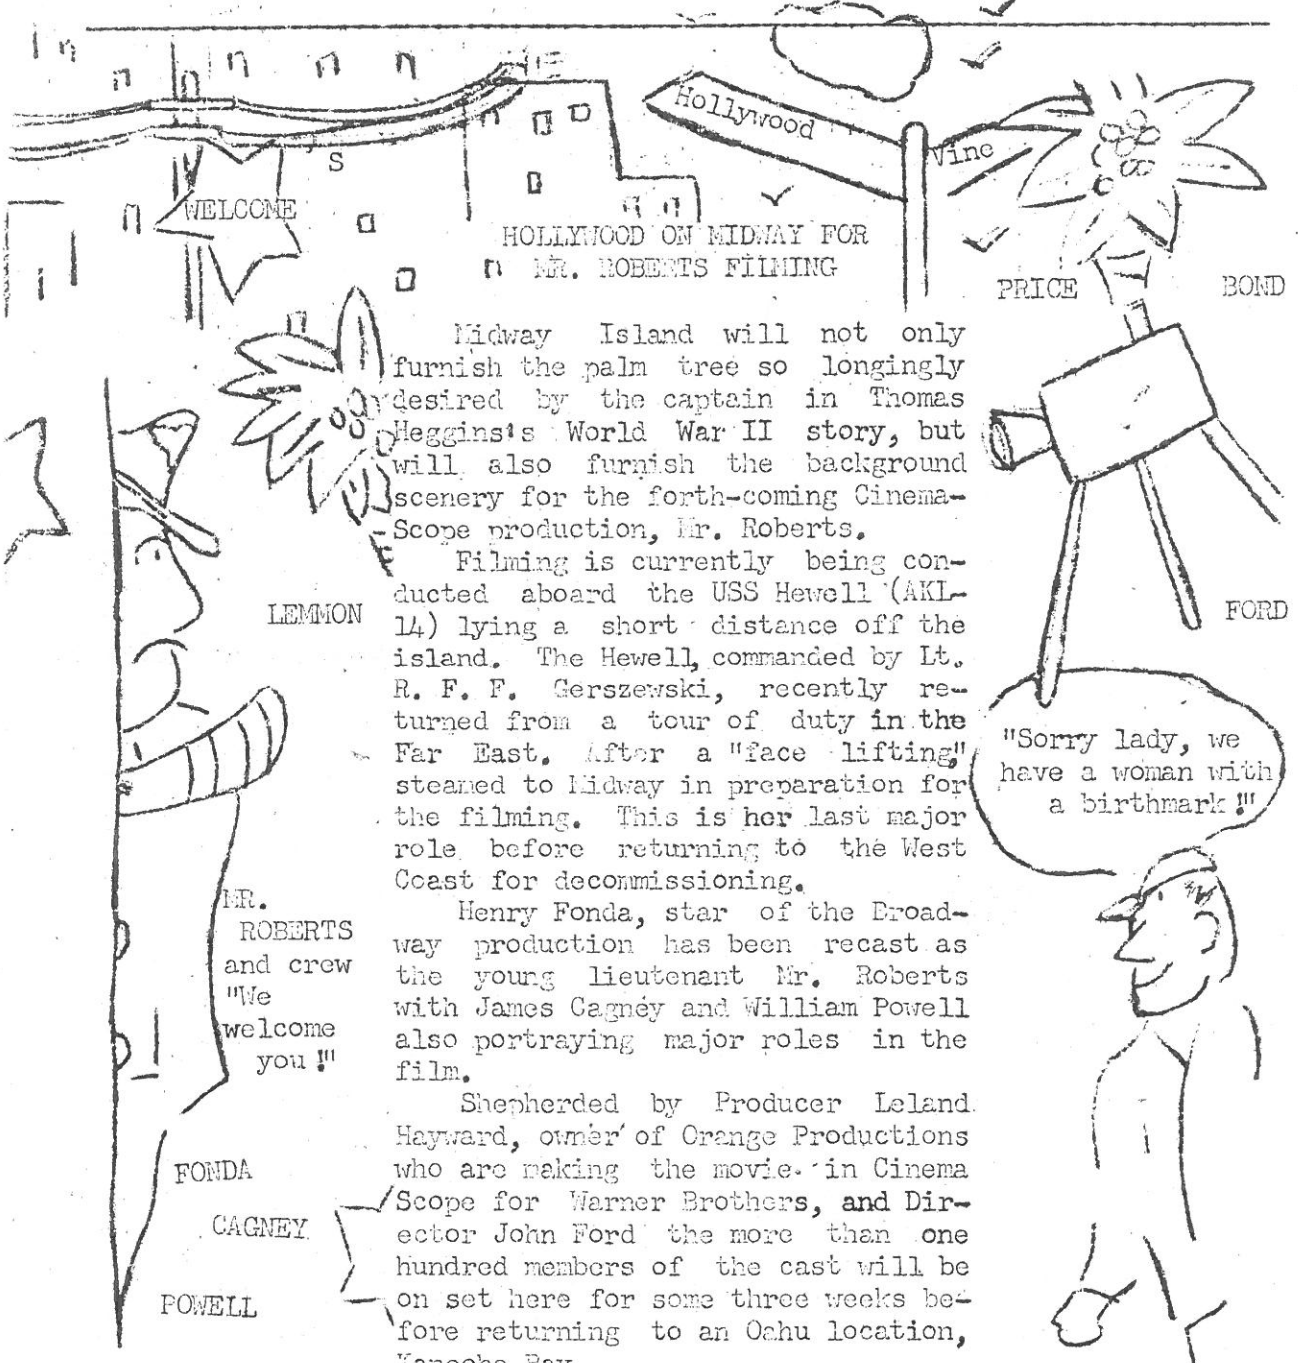 Hollywood
Vine
'S
WELCOME
HOLLYWOOD ON MIDWAY FOR
MR. ROBERTS FILMING
PRICE
BOND
Midway Island will not only
furnish the palm tree so longingly
desired by the captain in Thomas
Heggins's World War II story, but
will also furnish the background
scenery for the forth-coming Cinema-
Scope production, Mr. Roberts.
Filming is currently being con-
ducted aboard the USS Hewell (AKL-
14) lying a short distance off the
island. The Hewell, commanded by Lt.
R. F. F. Gerszewski, recently re-
turned from a tour of duty in the
Far East. After a "face lifting"
steamed to Midway in preparation for
the filming. This is her last major
role before returning to the West
Coast for decommissioning.
Henry Fonda, star of the Broad-
way production has been recast as
the young lieutenant Mr. Roberts
with James Cagney and William Powell
also portraying major roles in the
film.
Shepherded by Producer Leland
Hayward, owner of Orange Productions
who are making the movie in Cinema
Scope for Warner Brothers, and Dir-
ector John Ford the more than one
hundred members of the cast will be
on set here for some three weeks be-
fore returning to an Oahu location,
LEMMON
MR.
ROBERTS
and crew
"We
welcome
you !"
FONDA
CAGNEY
POWELL
FORD
"Sorry lady, we
have a woman with
a birthmark !"